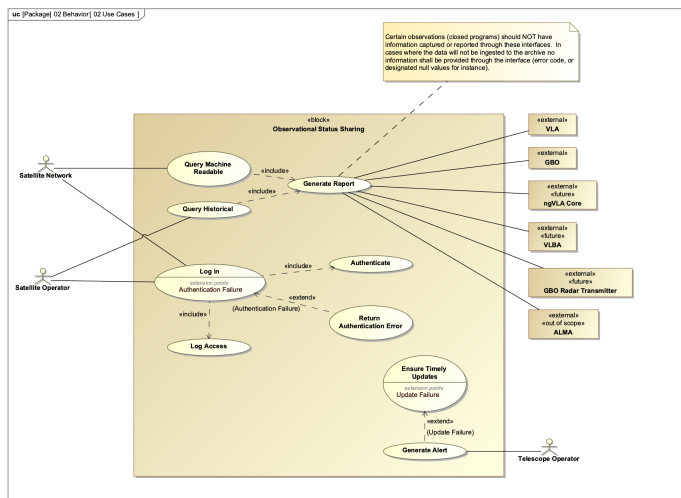 uc [Package] 02 Behavior[ 02 Use Cases ]
Certain observations (closed programs) should NOT have
information captured or reported through these interfaces. In
cases where the data will not be ingested to the archive no
information shall be provided through the interface (error code, or
designated null values for instance).
«block»
Observational Status Sharing
«external»
VLA
«external»
GBO
«external»
«future»
ngVLA Core
«external»
«future»
VLBA
«external»
«future»
GBO Radar Transmitter
«external»
«out of scope»
ALMA
Satellite Network
Query Machine
Readable
«include»
Generate Report
«include»
Query Historical
Satellite Operator
Log in
extension points
Authentication Failure
«include»
Authenticate
«extend»
(Authentication Failure)
Return
Authentication Error
«include»
Log Access
Ensure Timely
Updates
extension points
Update Failure
«extend»
(Update Failure)
Generate Alert
Telescope Operator